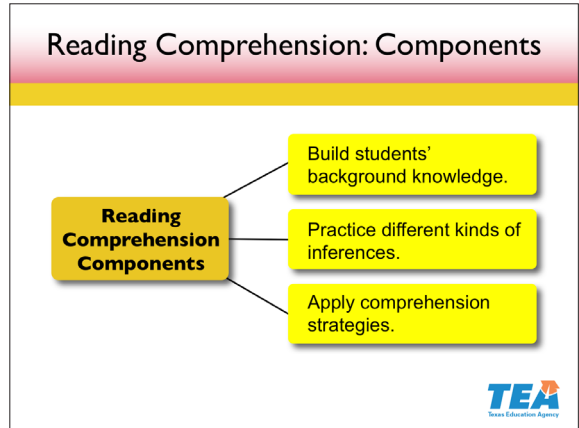 Reading Comprehension: Components
Reading
Comprehension
Components
Build students'
background knowledge.
Practice different kinds of
inferences.
Apply comprehension
strategies.
TEA
Texas Education Agency